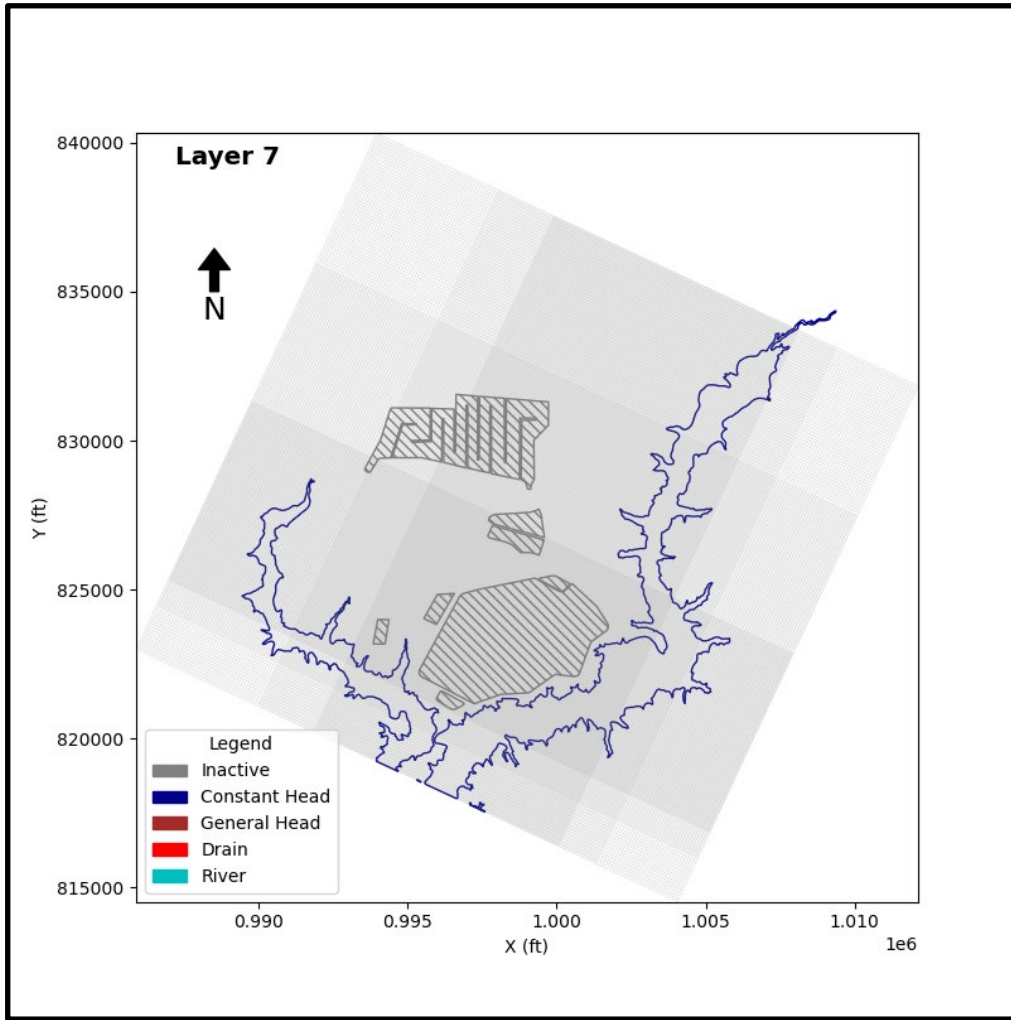 Layer 7
N
840000
835000
830000
825000
820000
815000
Y (ft)
Legend
Inactive
Constant Head
General Head
Drain
River
0.990 0.995 1.000 1.005 1.010
1e6
X (ft)